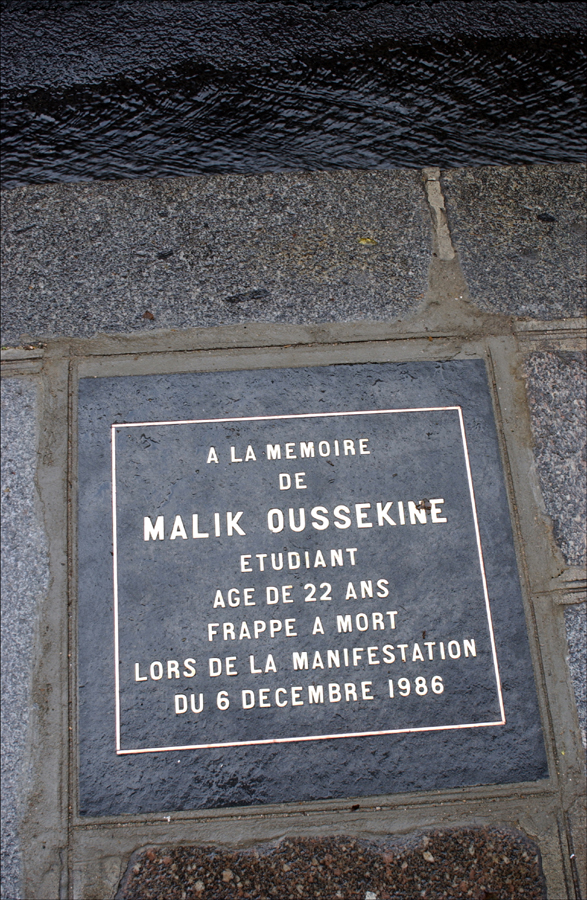 A LA MEMOIRE
DE
MALIK OUSSEKINE
ETUDIANT
AGE DE 22 ANS
FRAPPE A MORT
LORS DE LA MANIFESTATION
DU 6 DECEMBRE 1986